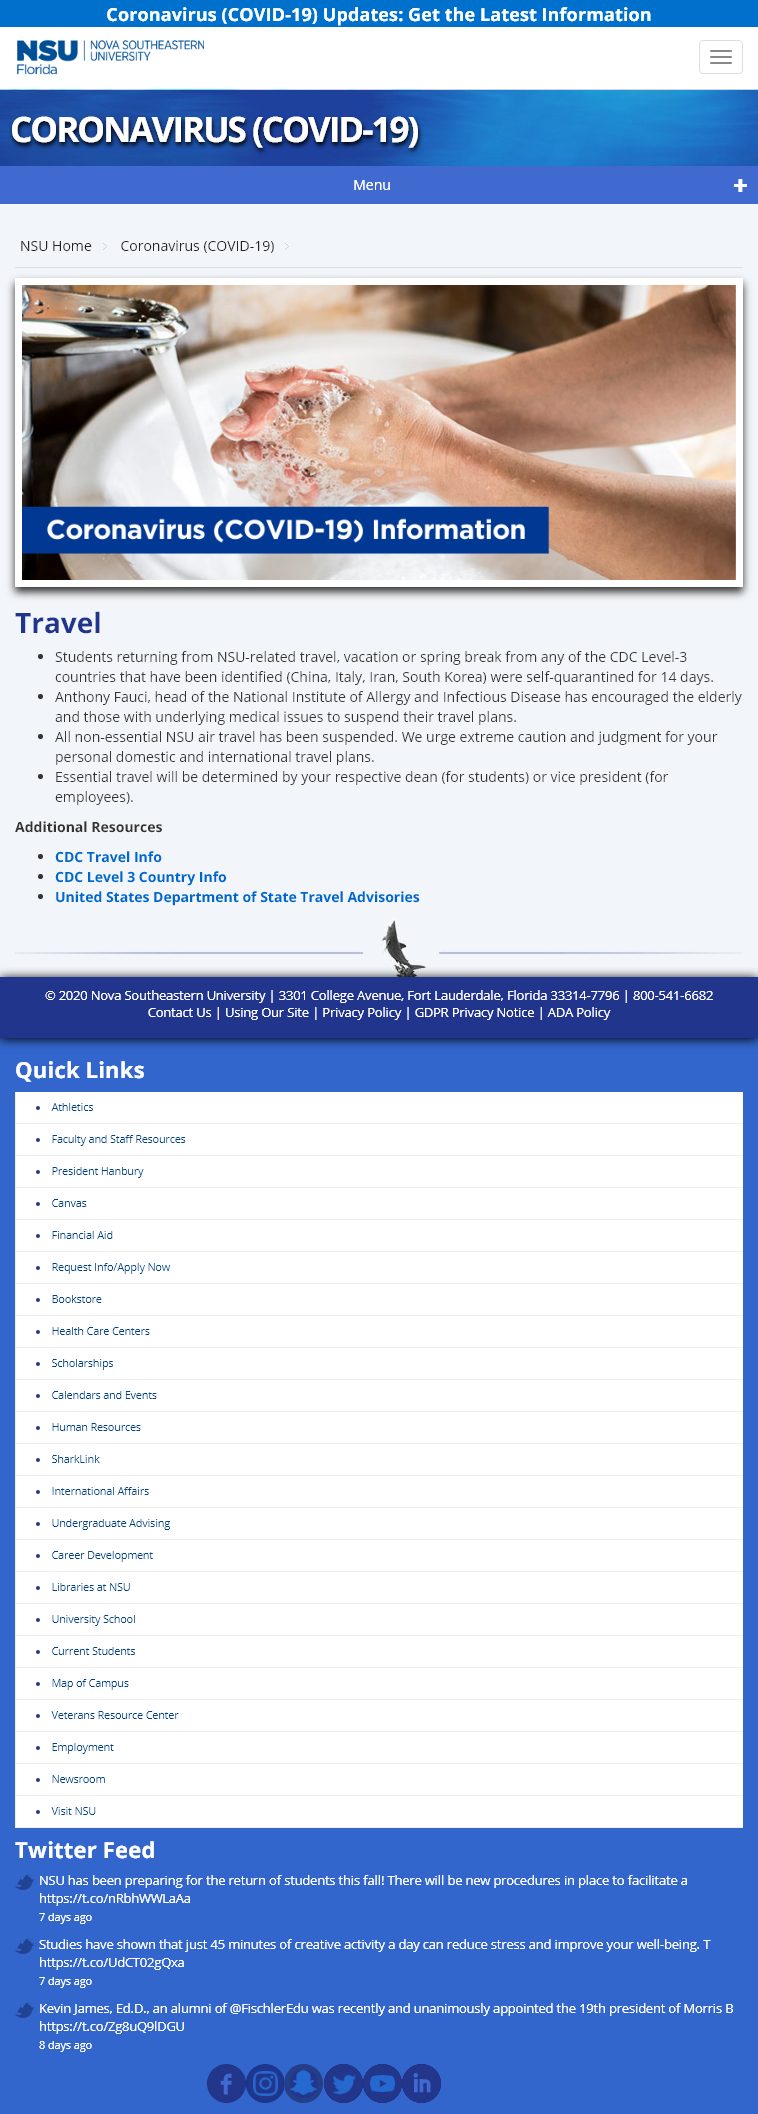 Coronavirus (COVID-19) Updates: Get the Latest Information
NSU
Florida
NOVA SOUTHEASTERN
UNIVERSITY
CORONAVIRUS (COVID-19)
Menu
NSU Home
Coronavirus (COVID-19)
Coronavirus (COVID-19) Information
Travel
Students returning from NSU-related travel, vacation or spring break from any of the CDC Level-3
countries that have been identified (China, Italy, Iran, South Korea) were self-quarantined for 14 days.
Anthony Fauci, head of the National Institute of Allergy and Infectious Disease has encouraged the elderly
and those with underlying medical issues to suspend their travel plans.
All non-essential NSU air travel has been suspended. We urge extreme caution and judgment for your
personal domestic and international travel plans.
Essential travel will be determined by your respective dean (for students) or vice president (for
employees).
Additional Resources
CDC Travel Info
CDC Level 3 Country Info
United States Department of State Travel Advisories
© 2020 Nova Southeastern University | 3301 College Avenue, Fort Lauderdale, Florida 33314-7796 | 800-541-6682
Contact Us | Using Our Site | Privacy Policy | GDPR Privacy Notice | ADA Policy
Quick Links
Athletics
Faculty and Staff Resources
President Hanbury
Canvas
Financial Aid
Request Info/Apply Now
Bookstore
Health Care Centers
Scholarships
Calendars and Events
Human Resources
SharkLink
International Affairs
Undergraduate Advising
Career Development
Libraries at NSU
University School
Current Students
Map of Campus
Veterans Resource Center
Employment
Newsroom
Visit NSU
Twitter Feed
NSU has been preparing for the return of students this fall! There will be new procedures in place to facilitate a
https://t.co/nRbhWWLaAa
7 days ago
Studies have shown that just 45 minutes of creative activity a day can reduce stress and improve your well-being. T
https://t.co/UdCT02gQxa
7 days ago
Kevin James, Ed.D., an alumni of @FischlerEdu was recently and unanimously appointed the 19th president of Morris B
https://t.co/Zg8uQ9lDGU
8 days ago